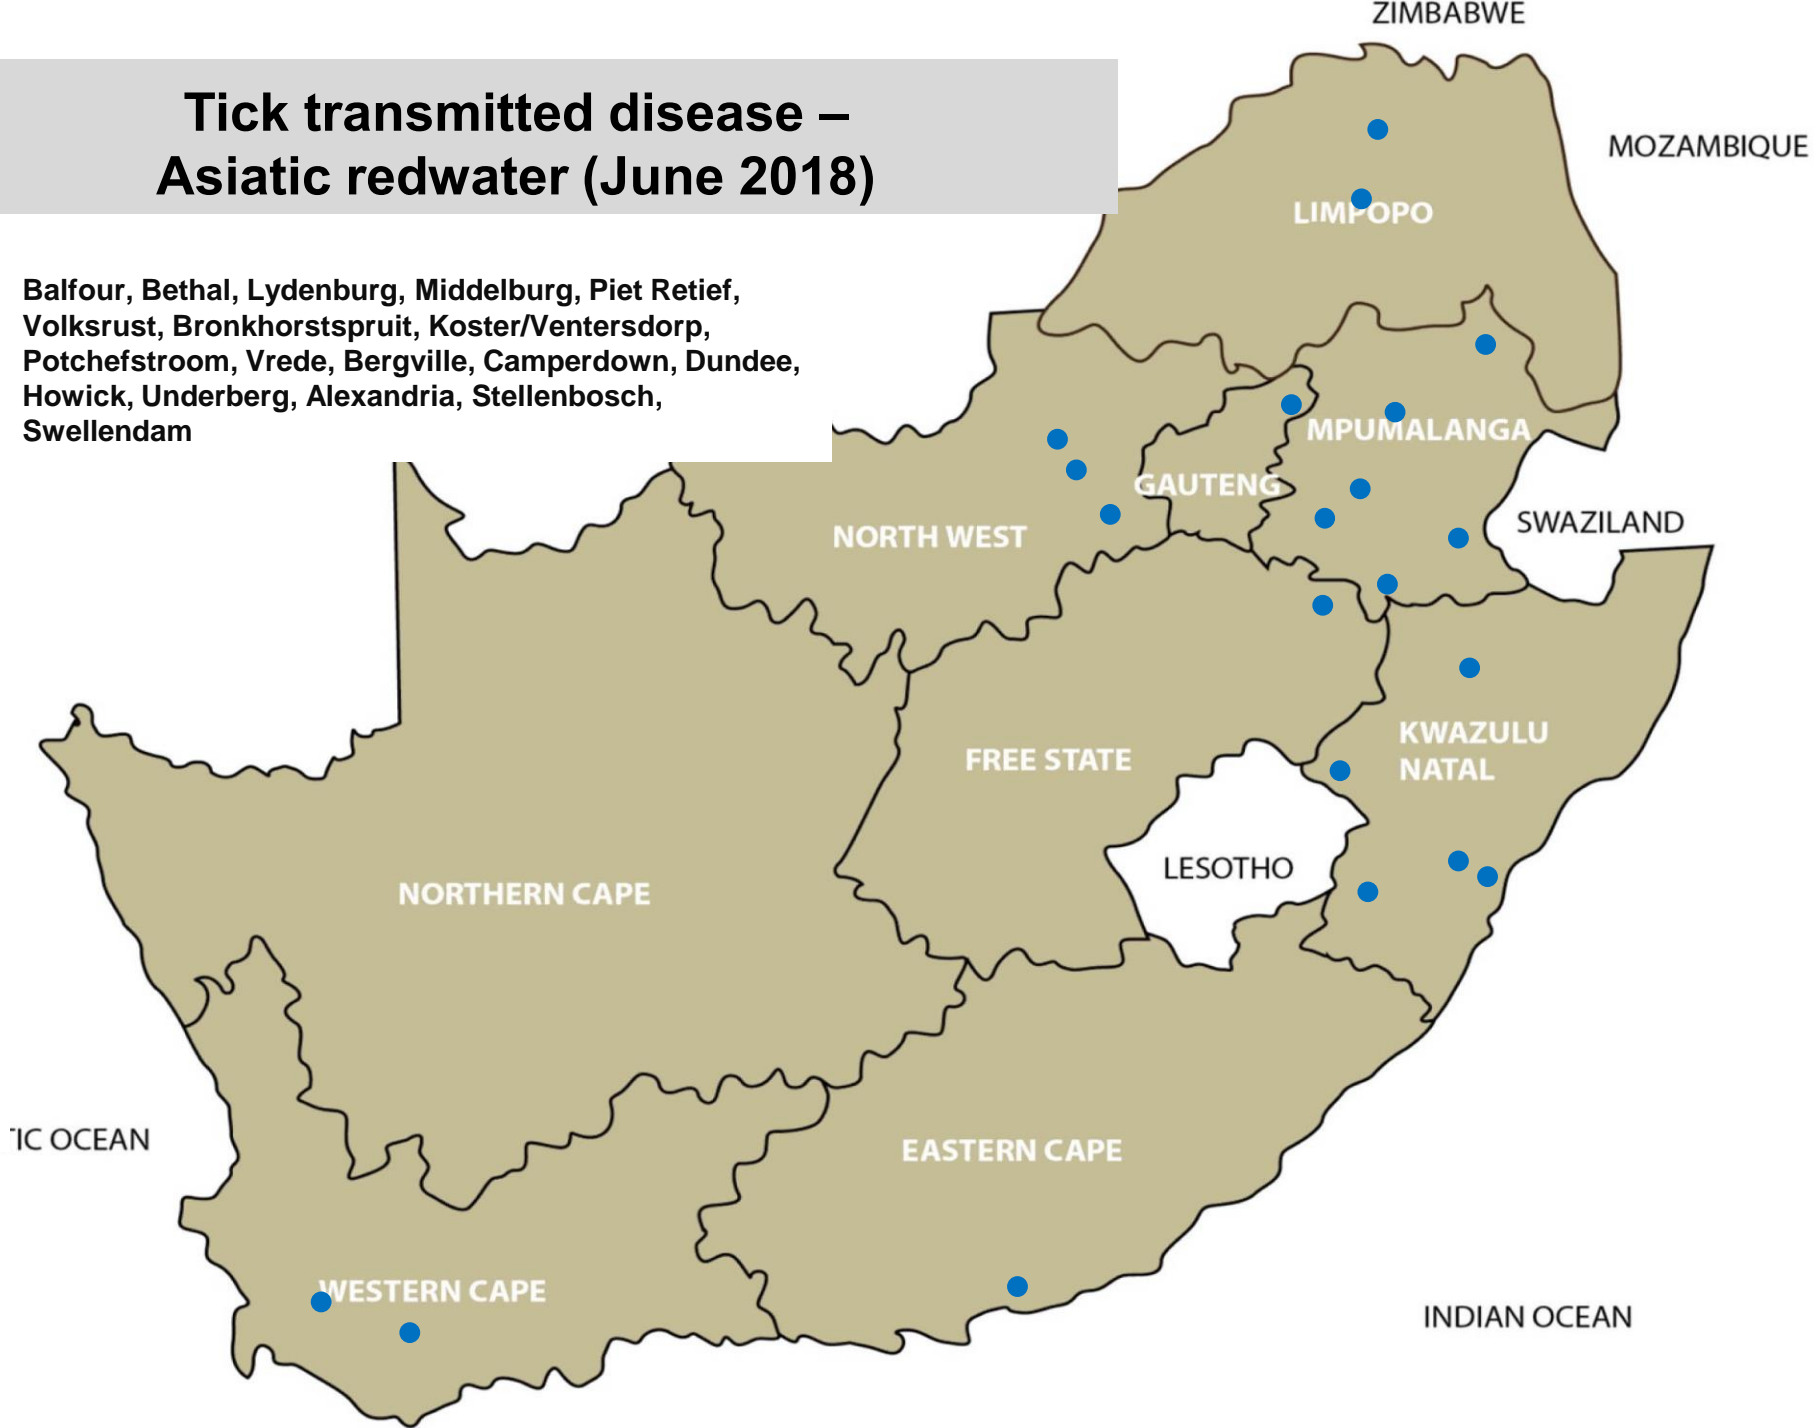 ZIMBABWE
Tick transmitted disease –
Asiatic redwater (June 2018)
MOZAMBIQUE
LIMPOPO
Balfour, Bethal, Lydenburg, Middelburg, Piet Retief,
Volksrust, Bronkhorstspruit, Koster/Ventersdorp,
Potchefstroom, Vrede, Bergville, Camperdown, Dundee,
Howick, Underberg, Alexandria, Stellenbosch,
Swellendam
MPUMALANGA
GAUTENG
SWAZILAND
NORTH WEST
KWAZULU
NATAL
FREE STATE
LESOTHO
NORTHERN CAPE
TIC OCEAN
EASTERN CAPE
WESTERN CAPE
INDIAN OCEAN